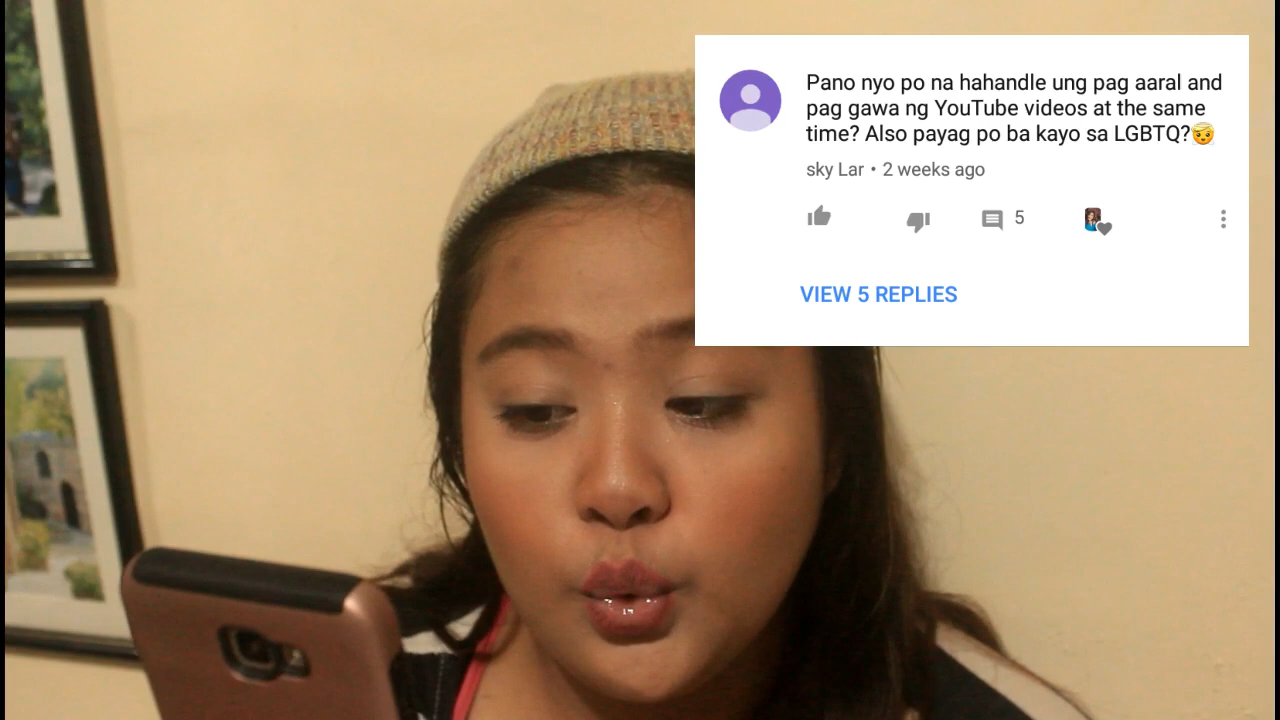 Pano nyo po na hahandle ung pag aaral and
pag gawa ng YouTube videos at the same
time? Also payag po ba kayo sa LGBTQ?😇
sky Lar • 2 weeks ago
5
VIEW 5 REPLIES